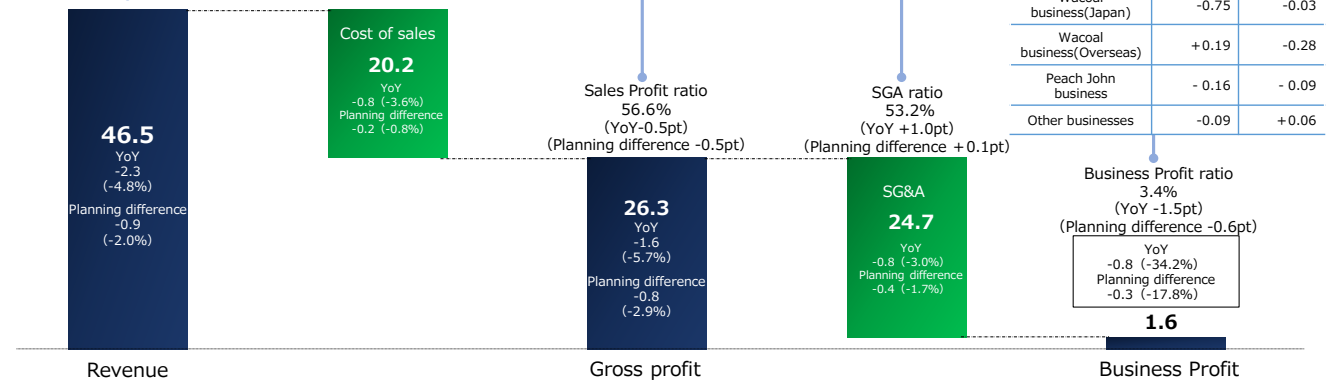 46.5
YoY
-2.3
(-4.8%)
Planning difference
-0.9
(-2.0%)
Revenue
Cost of sales
20.2
YoY
-0.8 (-3.6%)
Planning difference
-0.2 (-0.8%)
Sales Profit ratio
56.6%
(YoY-0.5pt)
(Planning difference -0.5pt)
26.3
YoY
-1.6
(-5.7%)
Planning difference
-0.8
(-2.9%)
Gross profit
SGA ratio
53.2%
(YoY +1.0pt)
(Planning difference +0.1pt)
SG&A
24.7
YoY
-0.8 (-3.0%)
Planning difference
-0.4 (-1.7%)
Wacoal
business(Japan) -0.75 -0.03
Wacoal
business(Overseas) +0.19 -0.28
Peach John
business - 0.16 - 0.09
Other businesses -0.09 +0.06
Business Profit ratio
3.4%
(YoY -1.5pt)
(Planning difference -0.6pt)
YoY
-0.8 (-34.2%)
Planning difference
-0.3 (-17.8%)
1.6
Business Profit